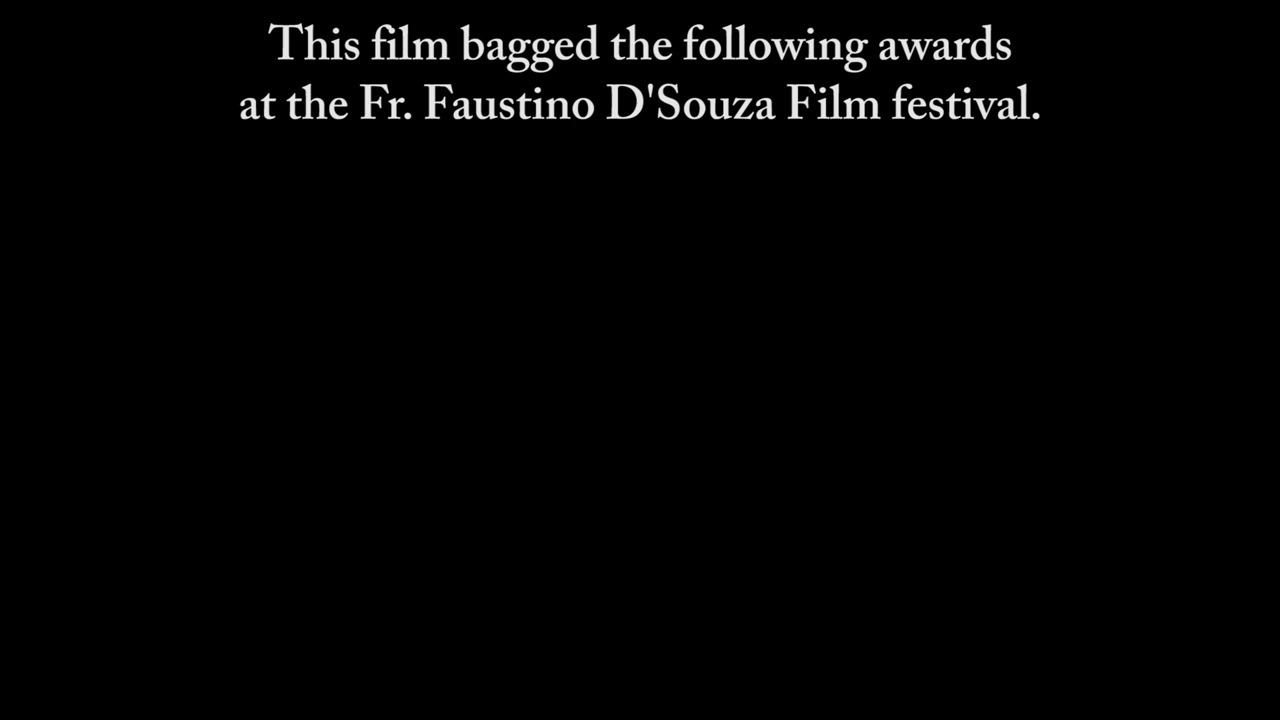 This film bagged the following awards
at the Fr. Faustino D'Souza Film festival.